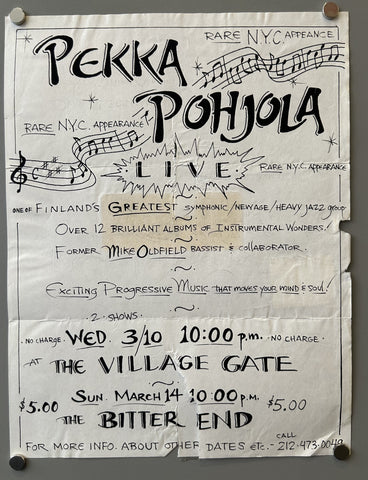 RARE N.Y.C. APPEANCE
PEKKA
POHJOLA
RARE N.Y.C. APPEARANCE
LIVE
RARE N.Y.C. APPEARANCE
ONE OF FINLAND'S GREATEST SYMPHONIC/NEWAGE/HEAVY JAZZ group
OVER 12 BRILLIANT ALBUMS OF INSTRUMENTAL WONDERS!
FORMER MIKE OLDFIELD BASSIST & COLLABORATOR.
EXCITING PROGRESSIVE MUSIC THAT MOVES YOUR MIND & SOUL!
·2· SHOWS·
·NO CHARGE· WED. 3/10 10:00 p.m. ·NO CHARGE·
AT THE VILLAGE GATE
$5.00 SUN. MARCH 14 10:00 p.m. $5.00
THE BITTER END
FOR MORE INFO. ABOUT OTHER DATES etc.- CALL 212.473.0049